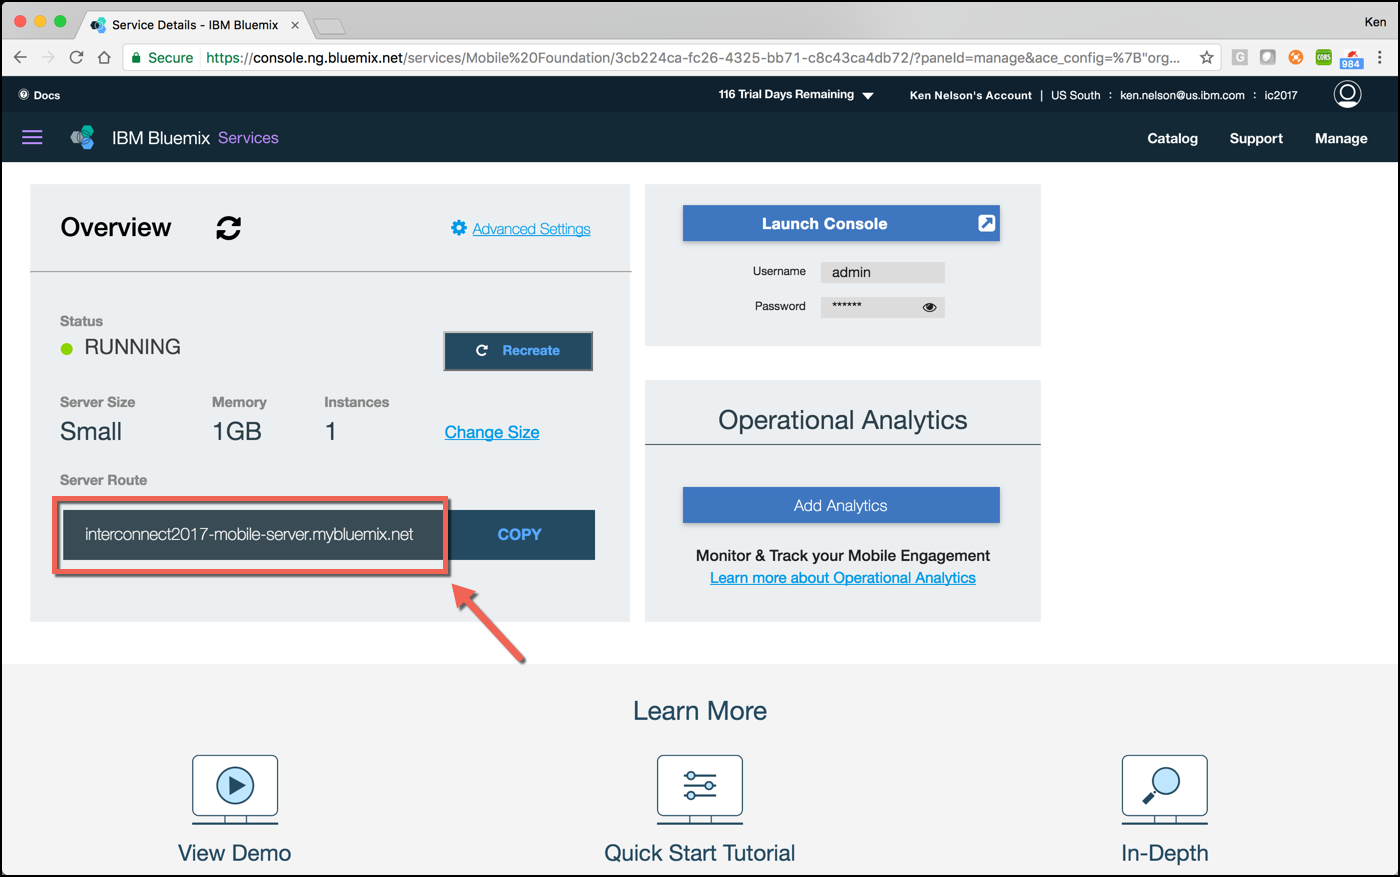 Service Details - IBM Bluemix
Ken
Secure https://console.ng.bluemix.net/services/Mobile%20Foundation/3cb224ca-fc26-4325-bb71-c8c43ca4db72/?paneId=manage&ace_config=%7B"org...
G
CORS
984
Docs
116 Trial Days Remaining
Ken Nelson's Account | US South : ken.nelson@us.ibm.com : ic2017
IBM Bluemix Services
Catalog Support Manage
Overview
Advanced Settings
Status
RUNNING
Recreate
Server Size Memory Instances
Small 1GB 1 Change Size
Server Route
interconnect2017-mobile-server.mybluemix.net
COPY
Launch Console
Username admin
Password ******
Operational Analytics
Add Analytics
Monitor & Track your Mobile Engagement
Learn more about Operational Analytics
Learn More
View Demo
Quick Start Tutorial
In-Depth